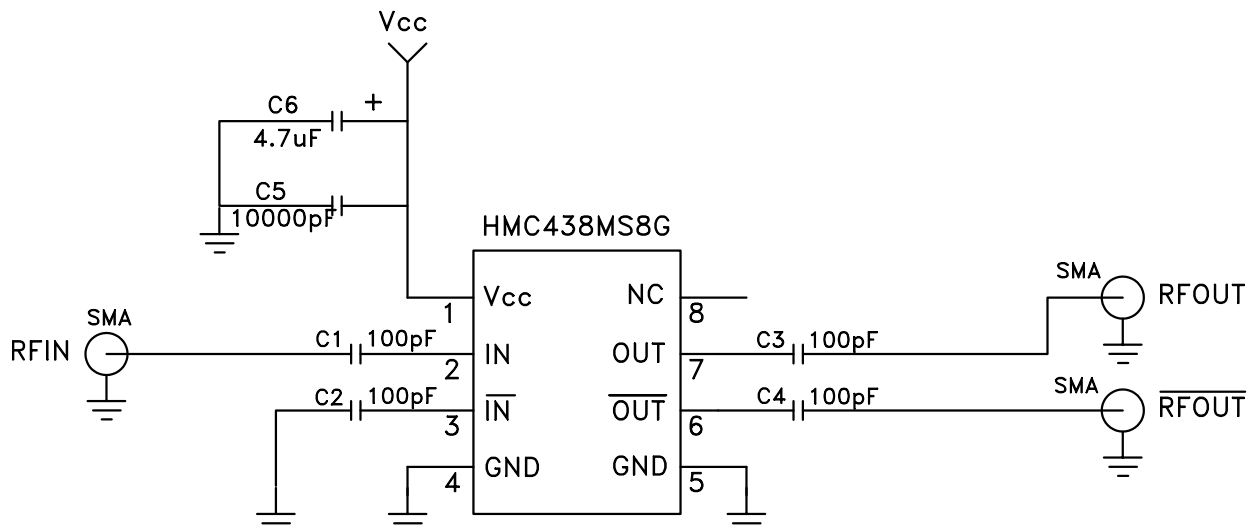 Vcc
C6
+
4.7uF
C5
10000pF
+
HMC438MS8G
1
Vcc
NC
8
SMA
RFOUT
SMA
RFIN
C1
100pF
2
IN
OUT
7
C3
100pF
C2
100pF
3
IN
OUT
6
C4
100pF
SMA
RFOUT
4
GND
GND
5